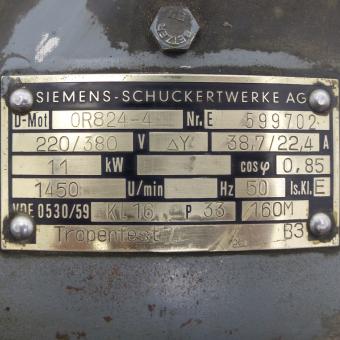 SIEMENS-SCHUCKERTWERKE AG
D-Mot OR824-4 Nr. E 599702
220/380 V ΔY 38,7/22,4 A
11 kW cos φ 0,85
1450 U/min Hz 50 Is.Kl. E
VDE 0530/59 KL 16 P 33 160M
Tropenfest B3